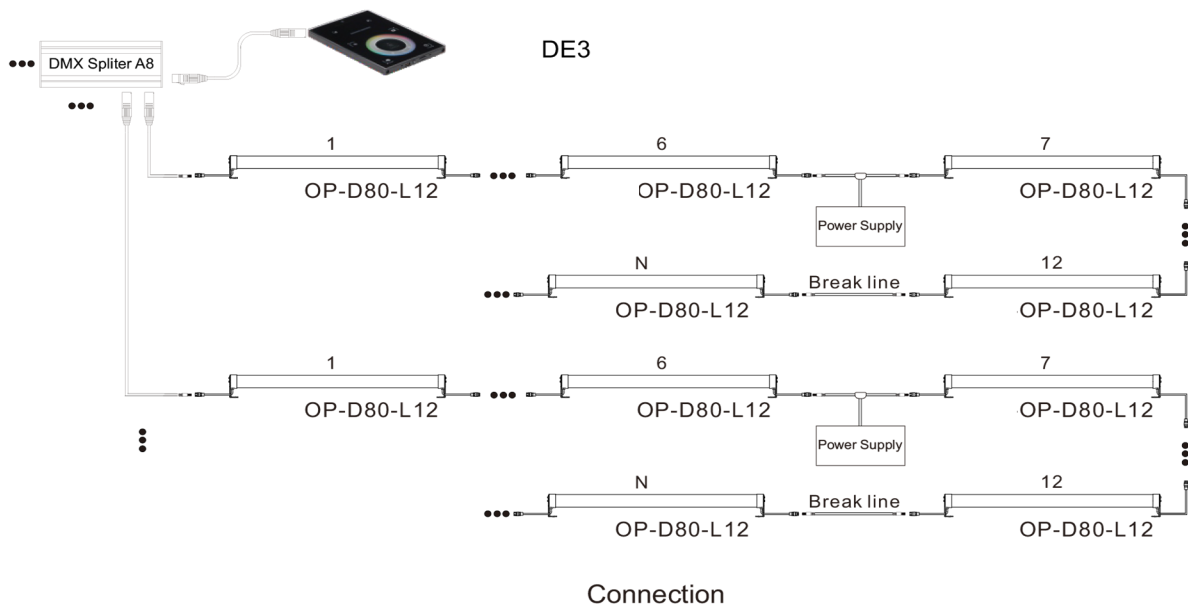 DE3
DMX Spliter A8
1 6 7
OP-D80-L12 OP-D80-L12 OP-D80-L12
Power Supply
N Break line 12
OP-D80-L12 OP-D80-L12
1 6 7
OP-D80-L12 OP-D80-L12 OP-D80-L12
Power Supply
N Break line 12
OP-D80-L12 OP-D80-L12
Connection